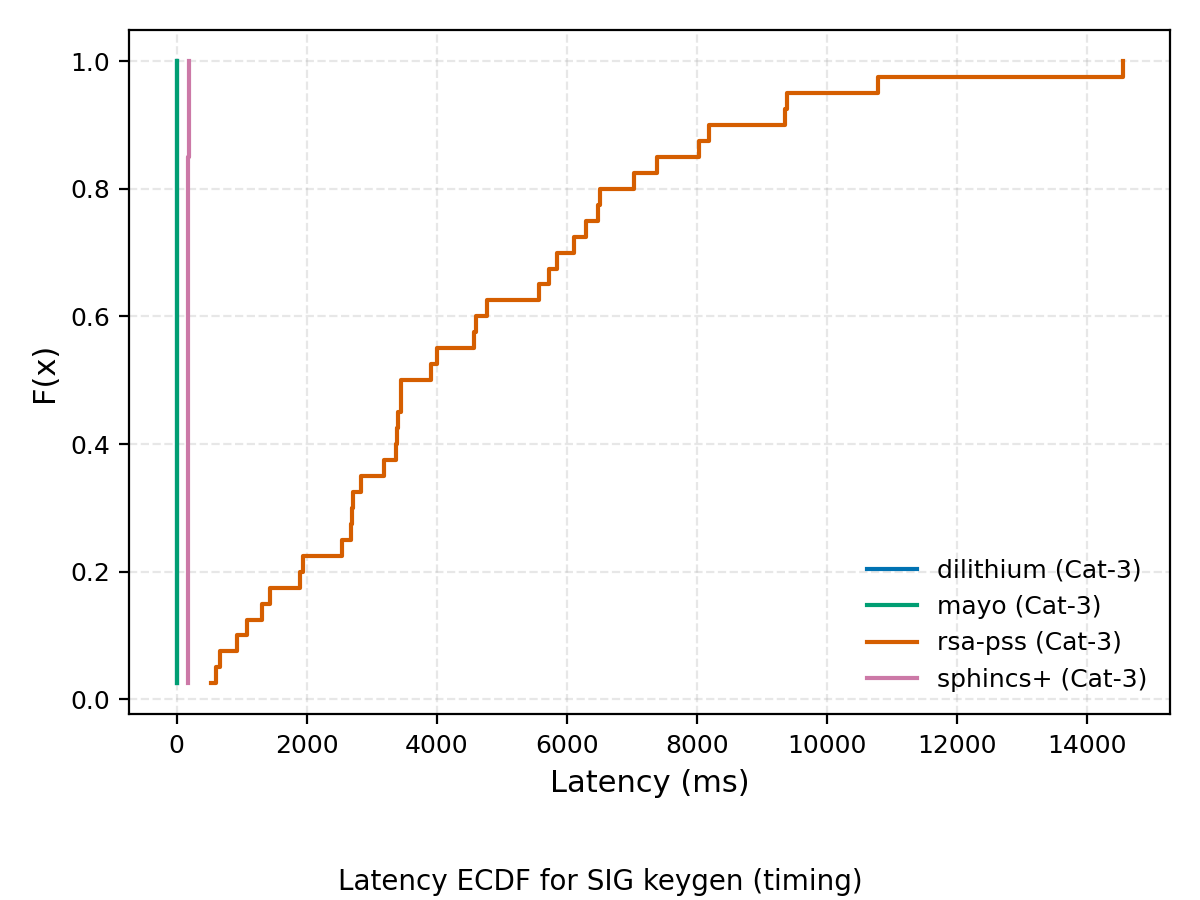 1.0
0.8
0.6
0.4
0.2
0.0
F(x)
dilithium (Cat-3)
mayo (Cat-3)
rsa-pss (Cat-3)
sphincs+ (Cat-3)
0 2000 4000 6000 8000 10000 12000 14000
Latency (ms)
Latency ECDF for SIG keygen (timing)